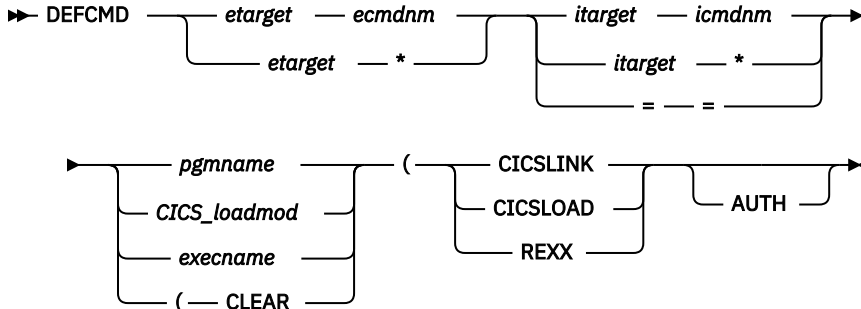 DEFCMD etarget ecmdnm itarget icmdnm
etarget * itarget *
= =
pgmname ( CICSLINK
CICS_loadmod CICSLOAD AUTH
execname REXX
( CLEAR